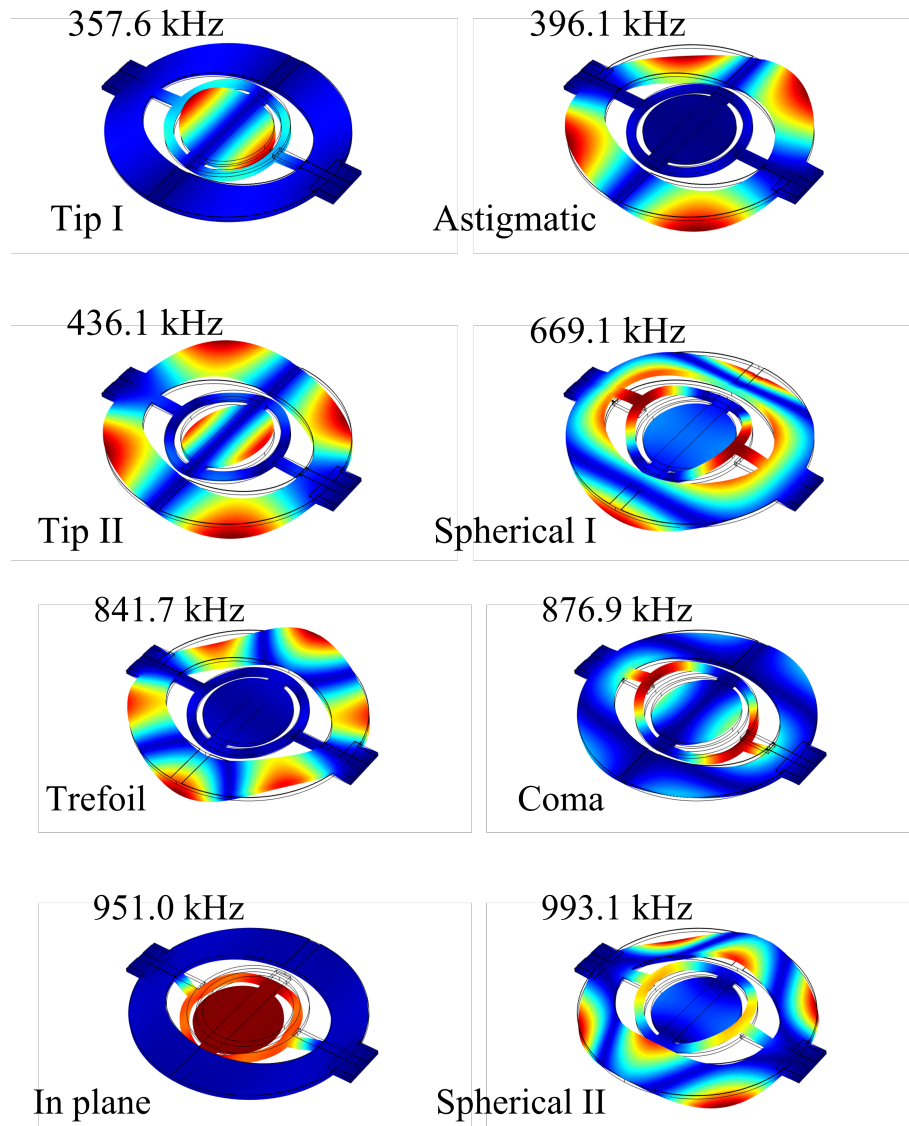 357.6 kHz
396.1 kHz
Tip I
Astigmatic
436.1 kHz
669.1 kHz
Tip II
Spherical I
841.7 kHz
876.9 kHz
Trefoil
Coma
951.0 kHz
993.1 kHz
In plane
Spherical II